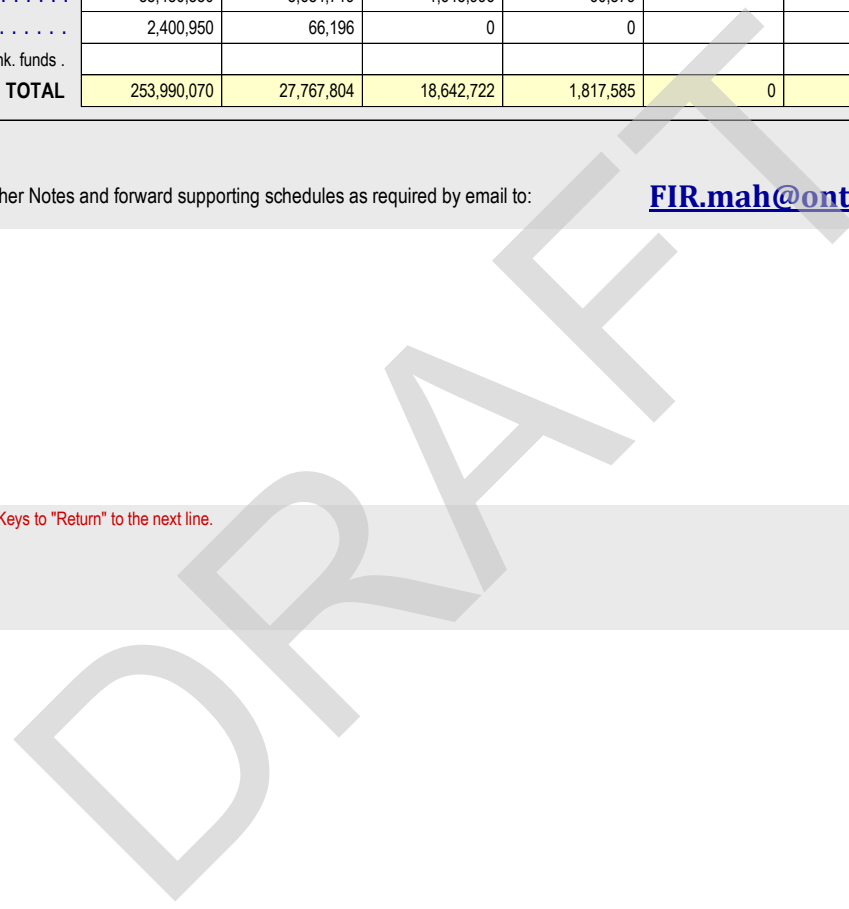 . . . . . . .
. . . . . . 2,400,950 66,196 0 0
nk. funds .
TOTAL 253,990,070 27,767,804 18,642,722 1,817,585 0
her Notes and forward supporting schedules as required by email to: FIR.mah@ont
Keys to "Return" to the next line.
DRAFT